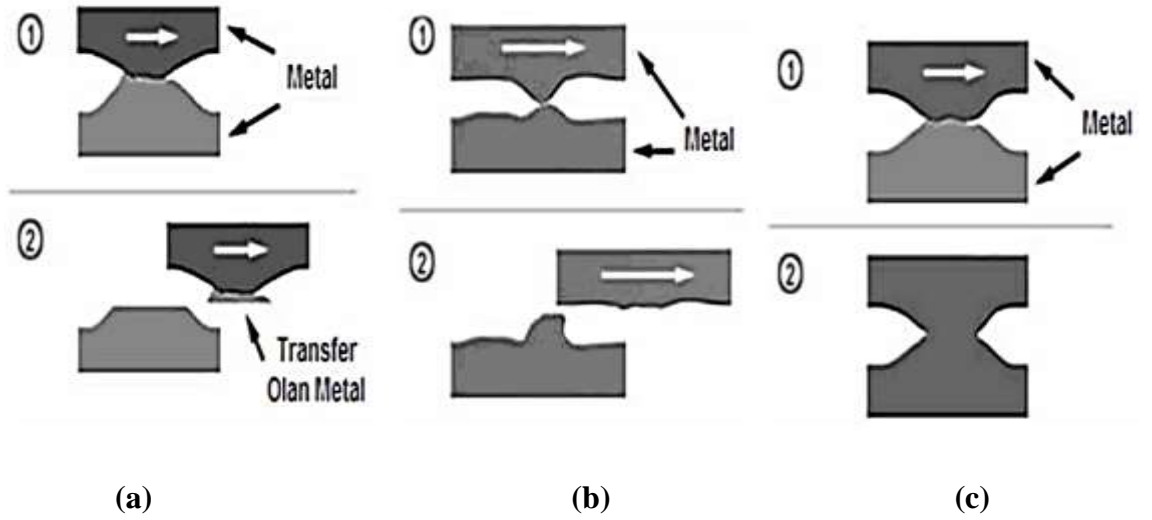 ①
Metal
②
Transfer
Olan Metal
(a)
①
Metal
②
(b)
①
Metal
②
(c)